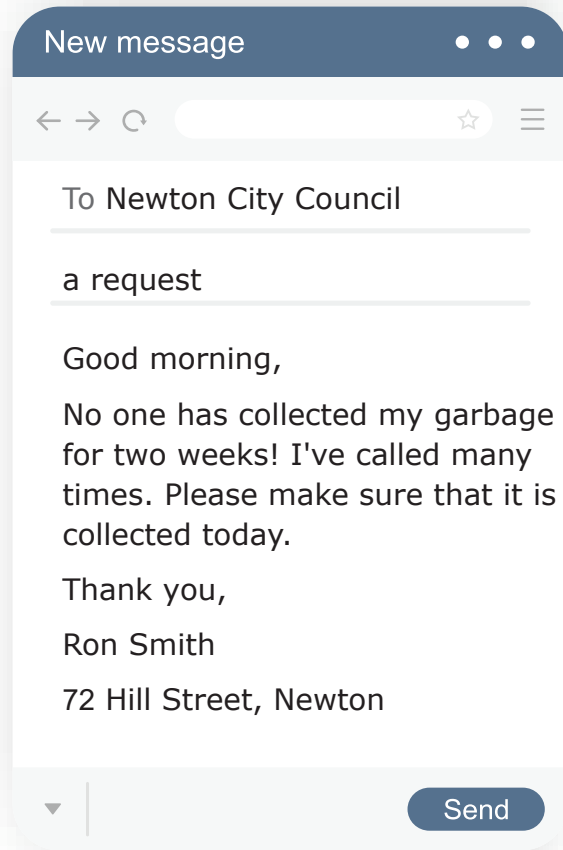 New message
To Newton City Council
a request
Good morning,
No one has collected my garbage
for two weeks! I've called many
times. Please make sure that it is
collected today.
Thank you,
Ron Smith
72 Hill Street, Newton
Send